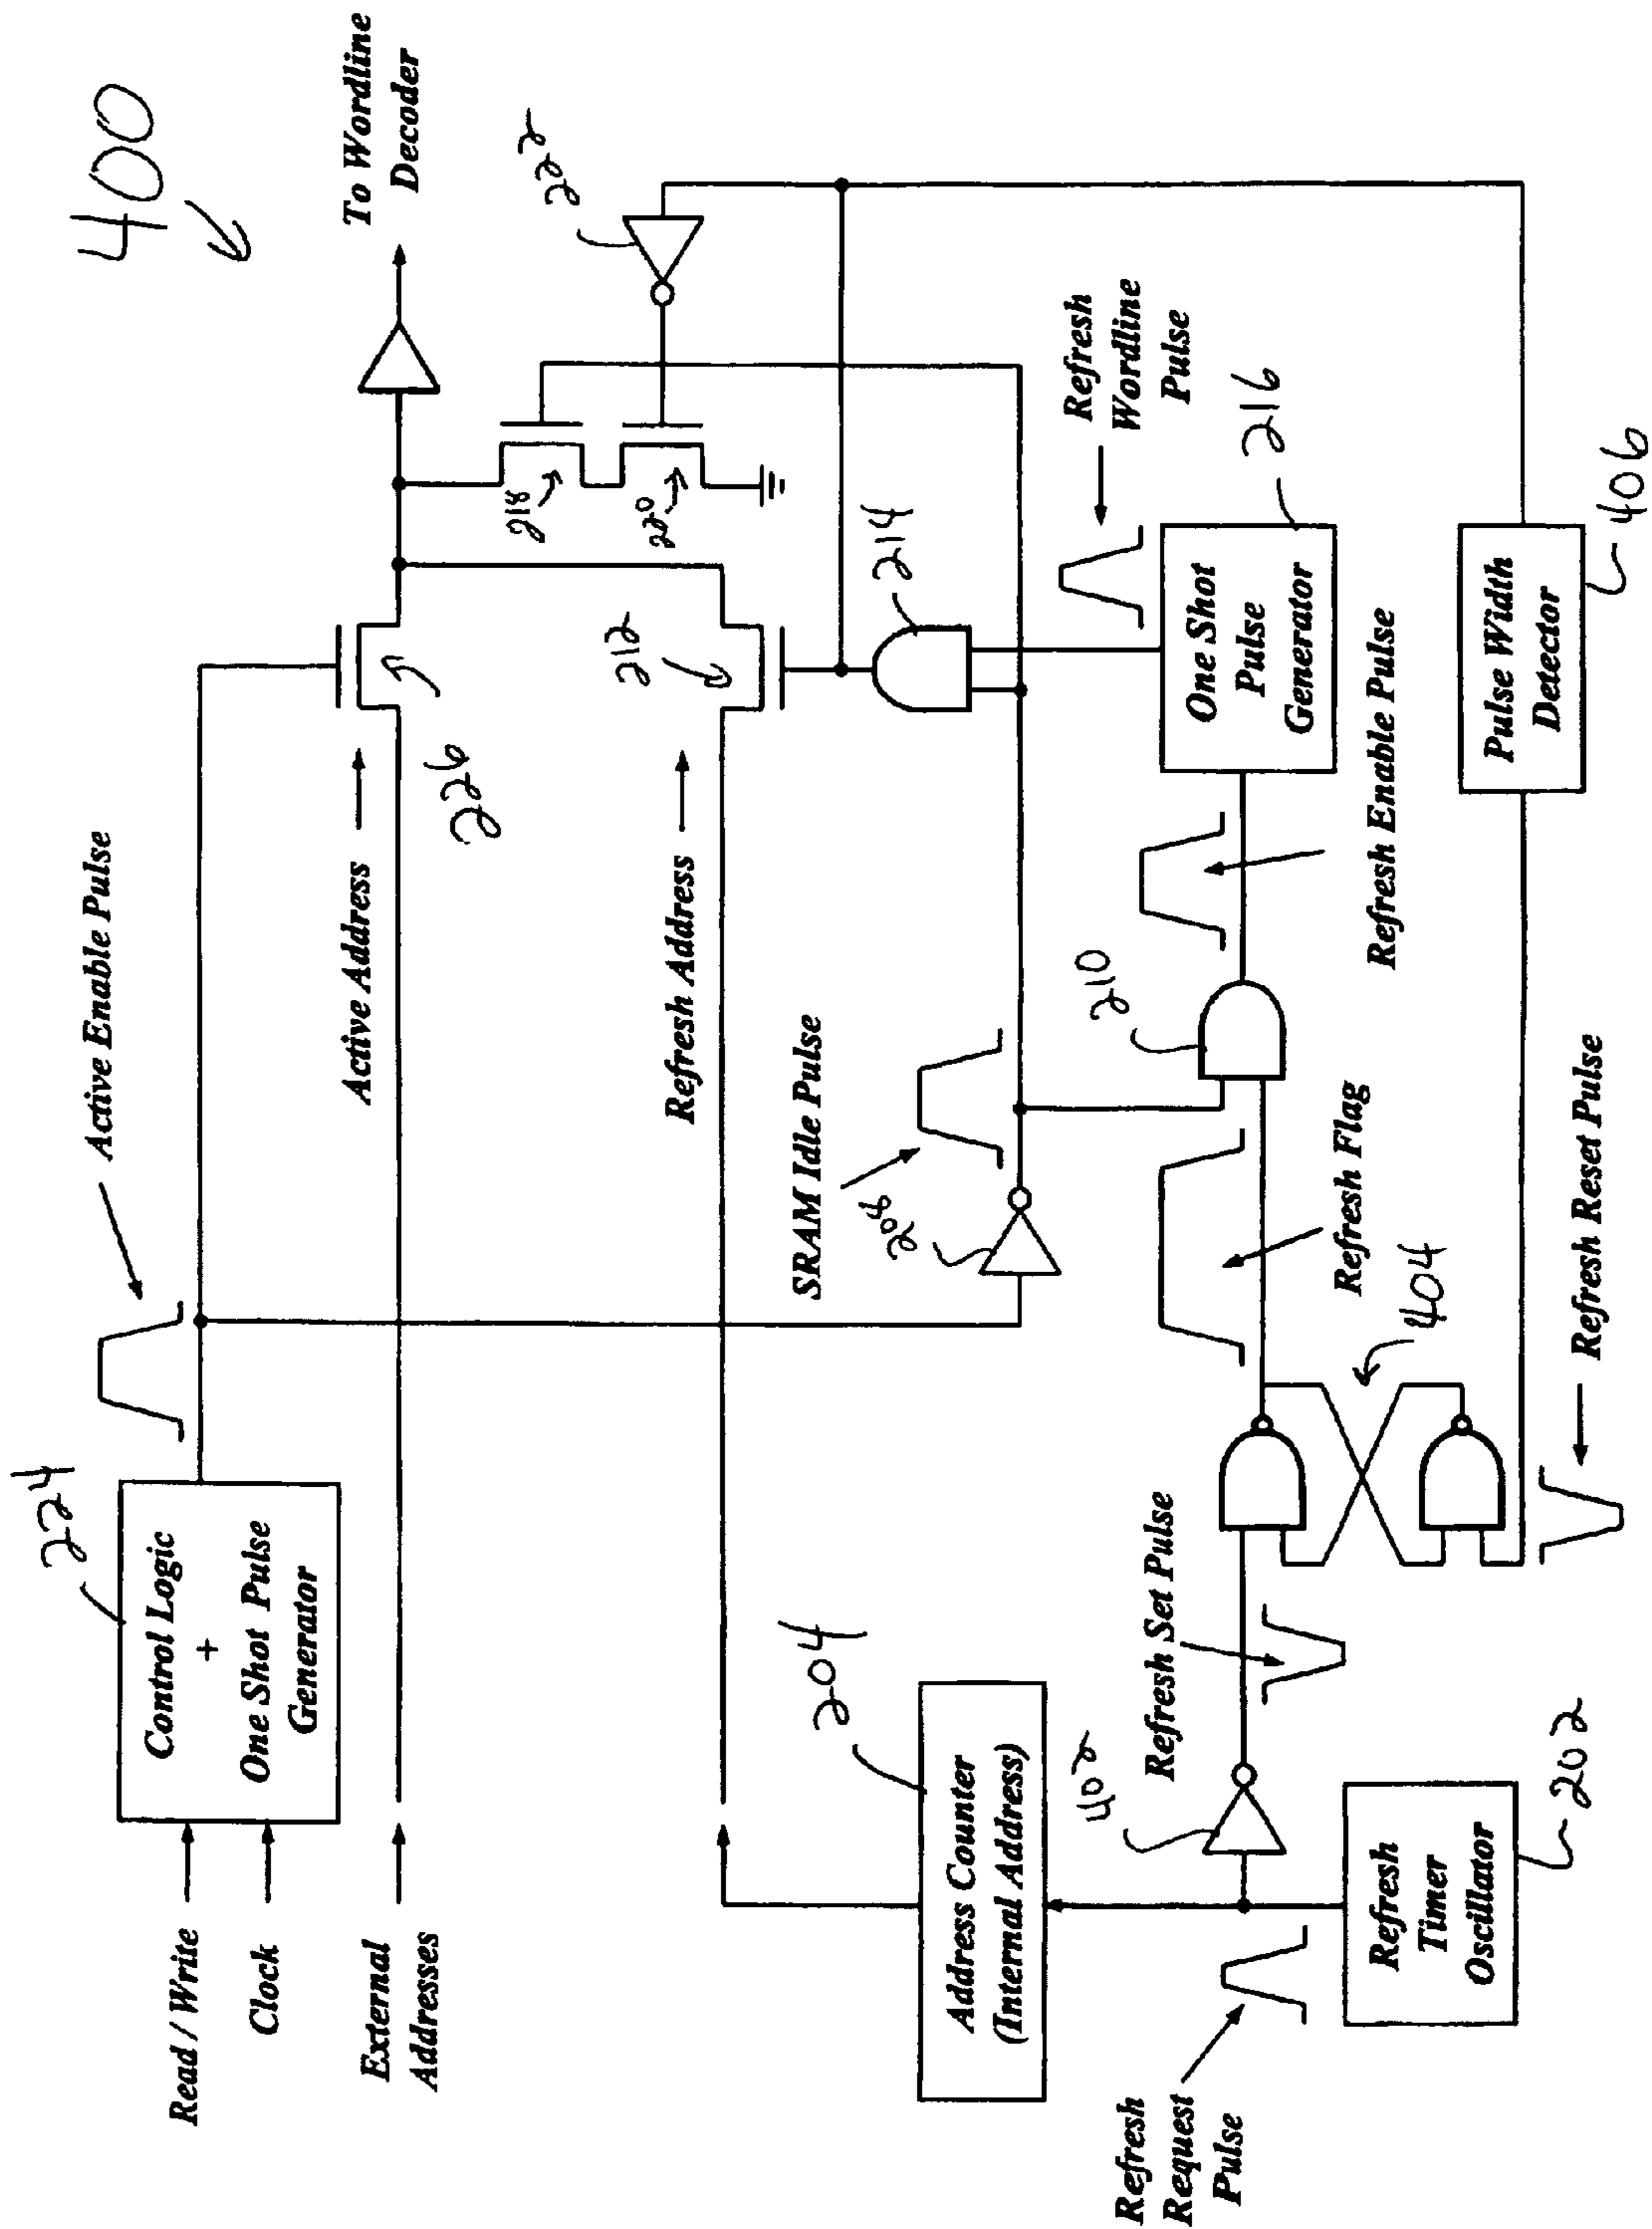 400
Active Enable Pulse
224
Control Logic
+
One Shot Pulse
Generator
Read / Write
Clock
External
Addresses
Active Address
226
To Wordline
Decoder
Refresh Address
212
218
220
222
204
Address Counter
(Internal Address)
SRAM Idle Pulse
208
214
Refresh
Wordline
Pulse
210
216
One Shot
Pulse
Generator
Refresh Enable Pulse
Refresh
Request
Pulse
402
Refresh Set Pulse
Refresh Flag
404
202
Refresh
Timer
Oscillator
Refresh Reset Pulse
Pulse Width
Detector
406